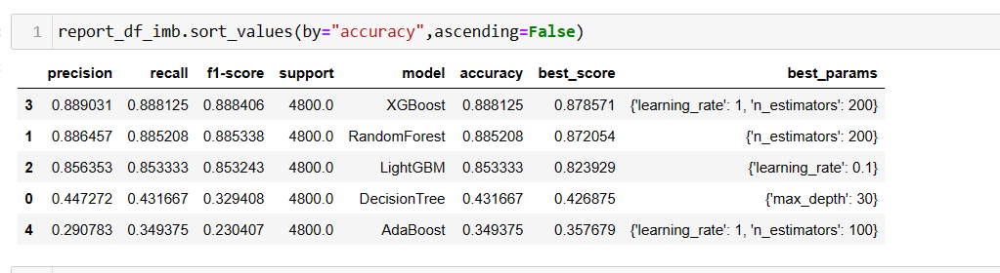 1 report_df_imb.sort_values(by="accuracy",ascending=False)
precision recall f1-score support model accuracy best_score best_params
3 0.889031 0.888125 0.888406 4800.0 XGBoost 0.888125 0.878571 {'learning_rate': 1, 'n_estimators': 200}
1 0.886457 0.885208 0.885338 4800.0 RandomForest 0.885208 0.872054 {'n_estimators': 200}
2 0.856353 0.853333 0.853243 4800.0 LightGBM 0.853333 0.823929 {'learning_rate': 0.1}
0 0.447272 0.431667 0.329408 4800.0 DecisionTree 0.431667 0.426875 {'max_depth': 30}
4 0.290783 0.349375 0.230407 4800.0 AdaBoost 0.349375 0.357679 {'learning_rate': 1, 'n_estimators': 100}